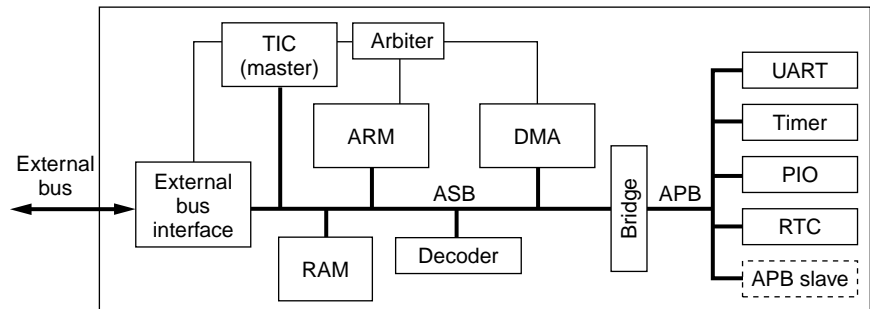 TIC
(master)
Arbiter
ARM
DMA
External
bus
External
bus
interface
ASB
RAM
Decoder
Bridge
APB
UART
Timer
PIO
RTC
APB slave